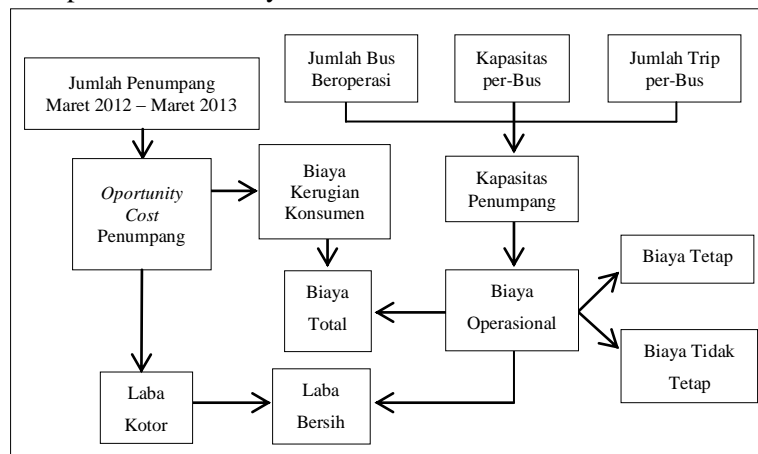 Jumlah Penumpang
Maret 2012 – Maret 2013
Jumlah Bus
Beroperasi
Kapasitas
per-Bus
Jumlah Trip
per-Bus
Oportunity
Cost
Penumpang
Biaya
Kerugian
Konsumen
Kapasitas
Penumpang
Biaya
Total
Biaya
Operasional
Biaya Tetap
Biaya Tidak
Tetap
Laba
Kotor
Laba
Bersih